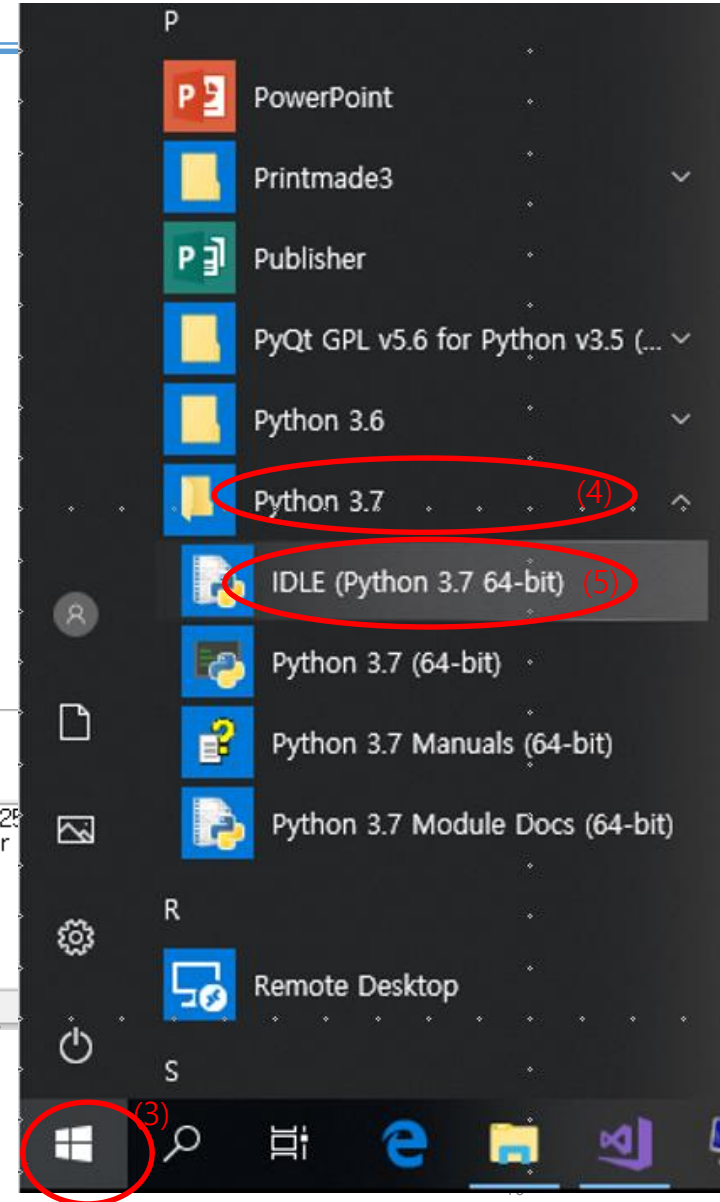 P
PowerPoint
Printmade3
Publisher
PyQt GPL v5.6 for Python v3.5 (...
Python 3.6
Python 3.7 (4)
IDLE (Python 3.7 64-bit) (5)
Python 3.7 (64-bit)
Python 3.7 Manuals (64-bit)
Python 3.7 Module Docs (64-bit)
25
r
R
Remote Desktop
S
(3)